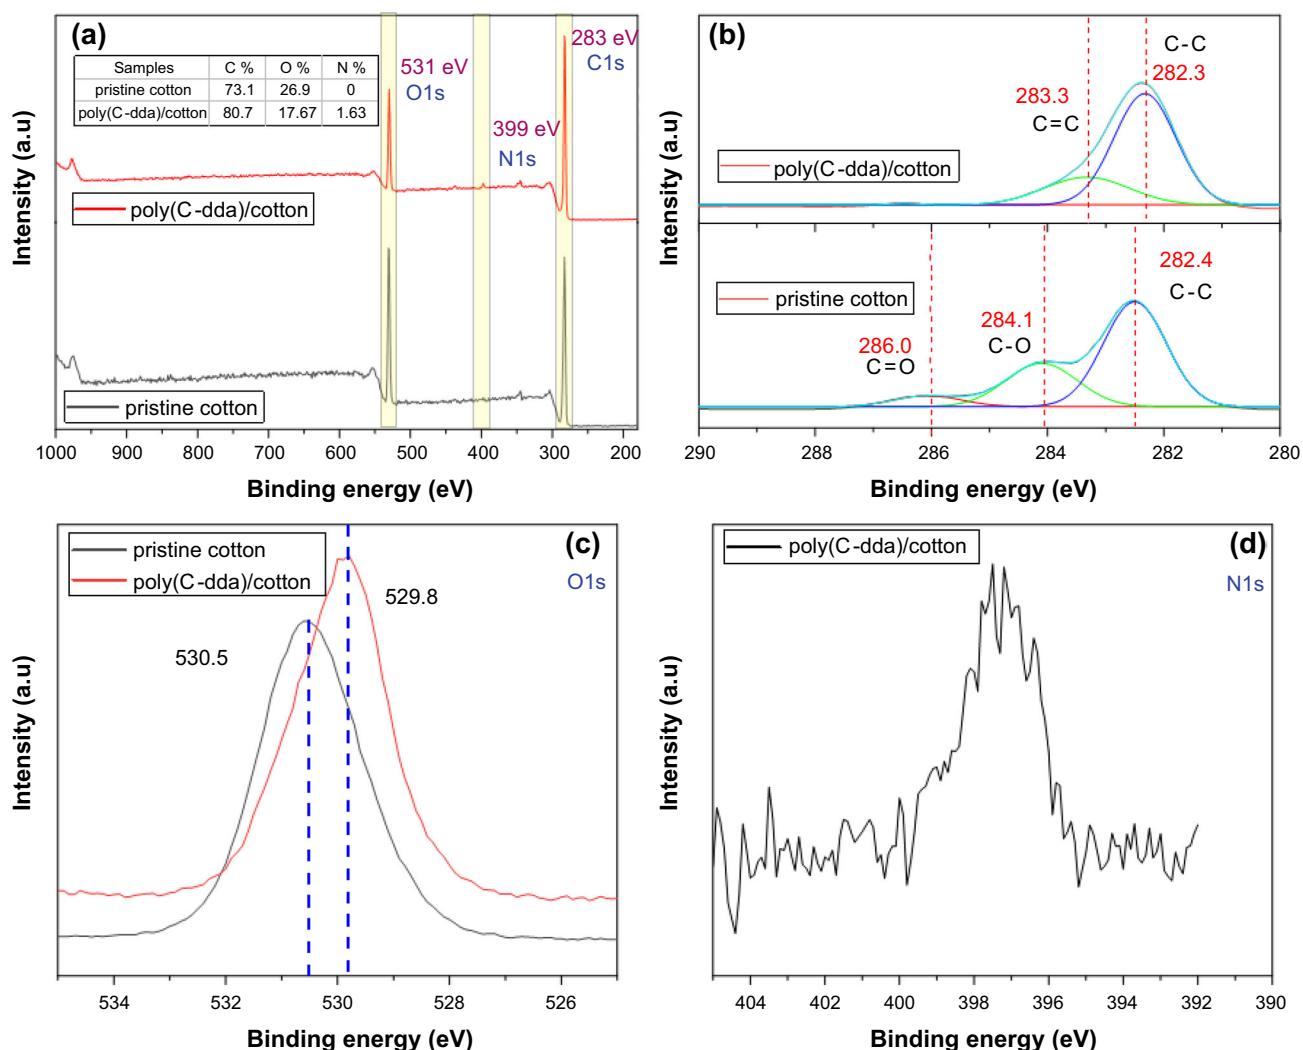 (a)
Samples C % O % N %
pristine cotton 73.1 26.9 0
poly(C-dda)/cotton 80.7 17.67 1.63
531 eV
O1s
399 eV
N1s
283 eV
C1s
poly(C-dda)/cotton
pristine cotton
Intensity (a.u)
1000 900 800 700 600 500 400 300 200
Binding energy (eV)
(b)
C-C
282.3
283.3
C=C
poly(C-dda)/cotton
282.4
C-C
pristine cotton
284.1
C-O
286.0
C=O
Intensity (a.u)
290 288 286 284 282 280
Binding energy (eV)
(c)
O1s
pristine cotton
poly(C-dda)/cotton
529.8
530.5
Intensity (a.u)
534 532 530 528 526
Binding energy (eV)
(d)
N1s
poly(C-dda)/cotton
Intensity (a.u)
404 402 400 398 396 394 392 390
Binding energy (eV)